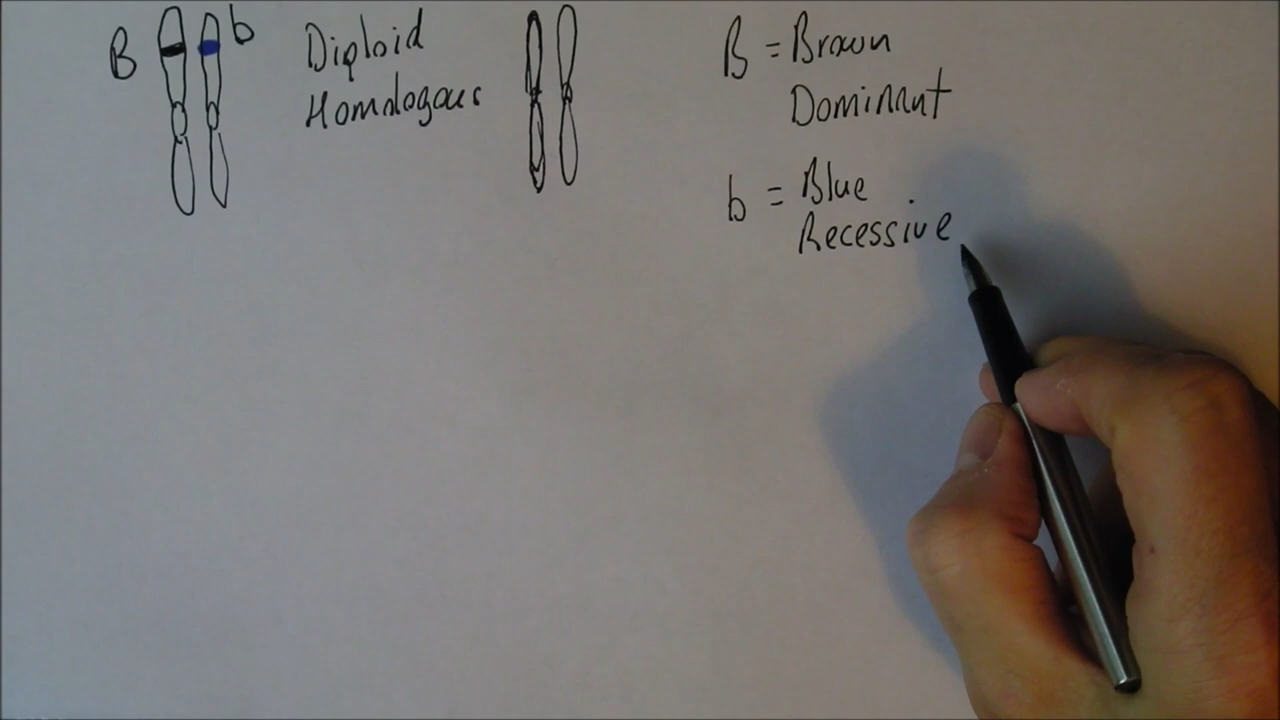 B b
Diploid
Homologous
B = Brown
Dominant
b = Blue
Recessive